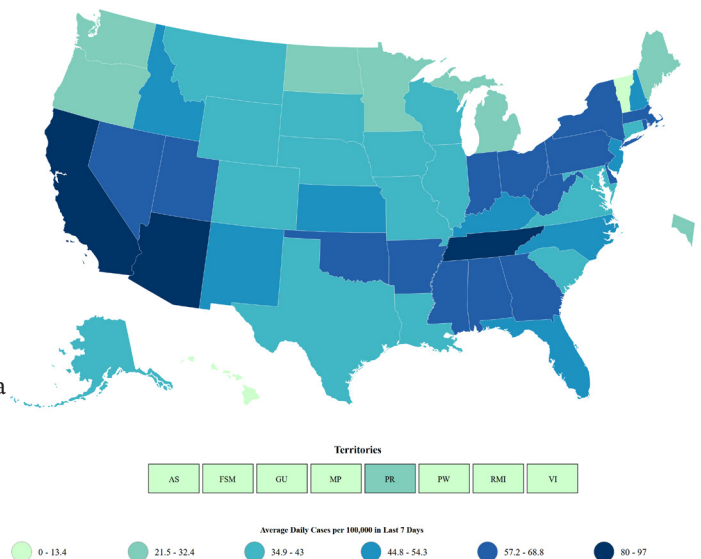 a
Territories
AS FSM GU MP PR PW RMI VI
Average Daily Cases per 100,000 in Last 7 Days
0 - 13.4 21.5 - 32.4 34.9 - 43 44.8 - 54.3 57.2 - 68.8 80 - 97